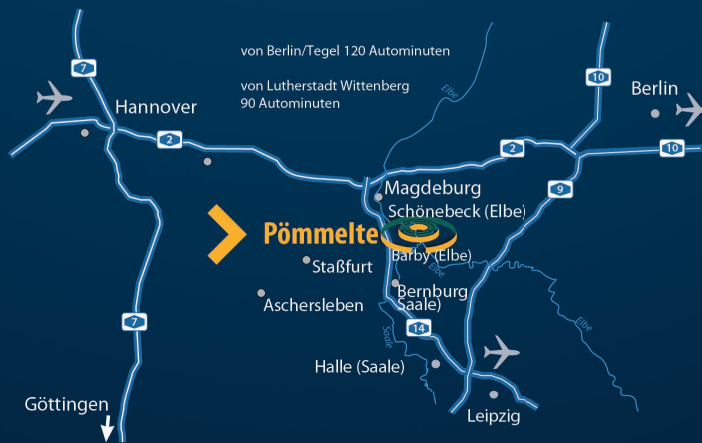 von Berlin/Tegel 120 Autominuten
von Lutherstadt Wittenberg
90 Autominuten
7
10
Elbe
Berlin
Hannover
2
2
10
9
Magdeburg
Schönebeck (Elbe)
Pömmelte
Barby (Elbe)
Elbe
Staßfurt
Bernburg
Saale)
Aschersleben
7
14
Elbe
Saale
Halle (Saale)
Göttingen
Leipzig